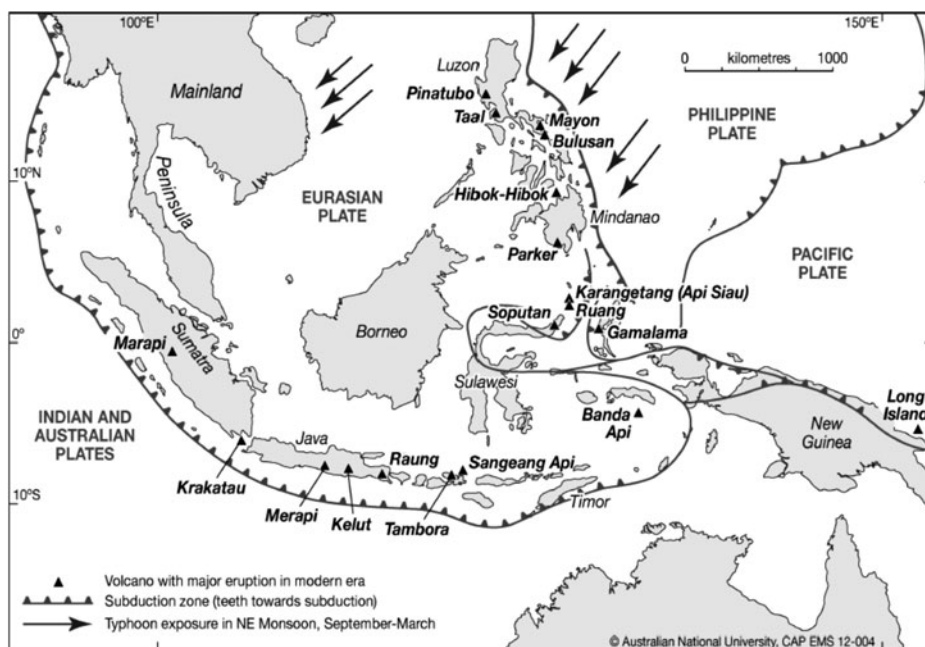 100°E
150°E
Luzon
0 kilometres 1000
Mainland
Pinatubo
Taal
Mayon
Bulusan
PHILIPPINE
PLATE
10°N
Peninsula
EURASIAN
PLATE
Hibok-Hibok
Mindanao
Parker
PACIFIC
PLATE
Karangetang (Api Siau)
Ruang
Soputan
Gamalama
0°
Borneo
Marapi
Sumatra
Sulawesi
Long
Island
INDIAN AND
AUSTRALIAN
PLATES
Banda
Api
New
Guinea
Java
Raung
Sangeang Api
Krakatau
Timor
10°S
Merapi
Kelut
Tambora
Volcano with major eruption in modern era
Subduction zone (teeth towards subduction)
Typhoon exposure in NE Monsoon, September-March
© Australian National University, CAP EMS 12-004